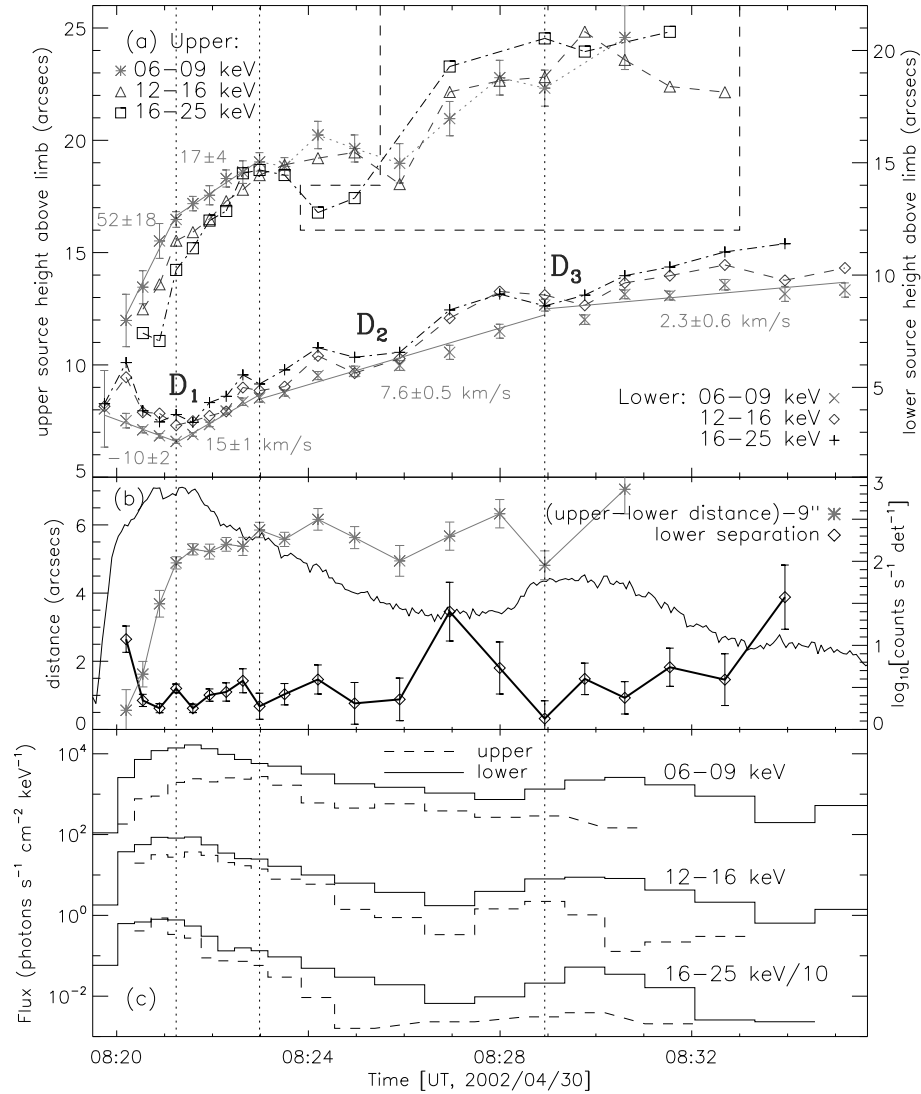 (a) Upper:
06−09 keV
12−16 keV
16−25 keV
25
20
15
10
5
upper source height above limb (arcsecs)
20
15
10
5
0
lower source height above limb (arcsecs)
17±4
52±18
D1
D2
D3
−10±2
15±1 km/s
7.6±0.5 km/s
2.3±0.6 km/s
Lower: 06−09 keV
12−16 keV
16−25 keV
(b)
(upper−lower distance)−9"
lower separation
6
4
2
0
distance (arcsecs)
3
2
1
0
log10[counts s−1 det−1]
upper
lower
06−09 keV
12−16 keV
16−25 keV/10
(c)
10^4
10^2
10^0
10^−2
Flux (photons s−1 cm−2 keV−1)
08:20
08:24
08:28
08:32
Time [UT, 2002/04/30]